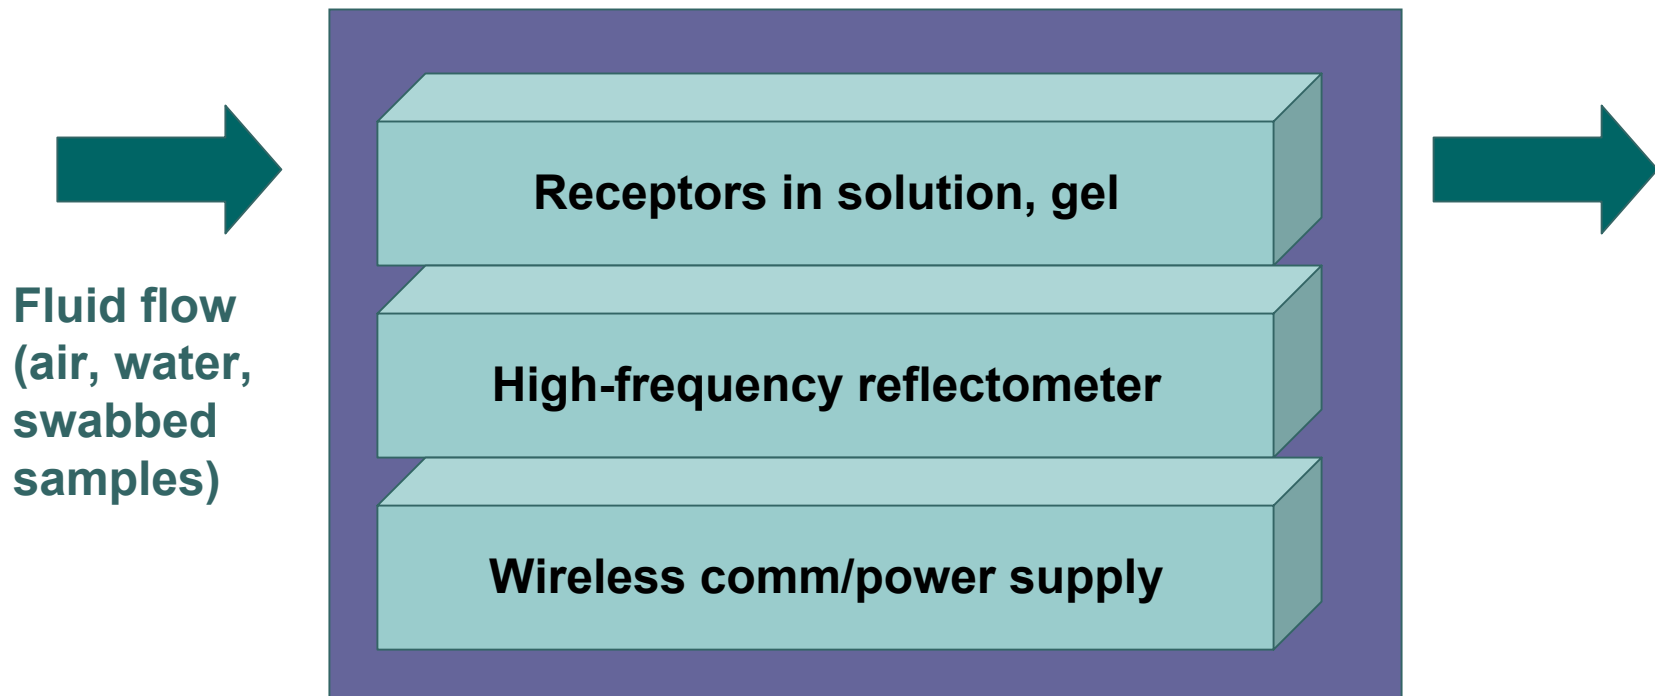 Receptors in solution, gel
Fluid flow
(air, water,
swabbed
samples)
High-frequency reflectometer
Wireless comm/power supply